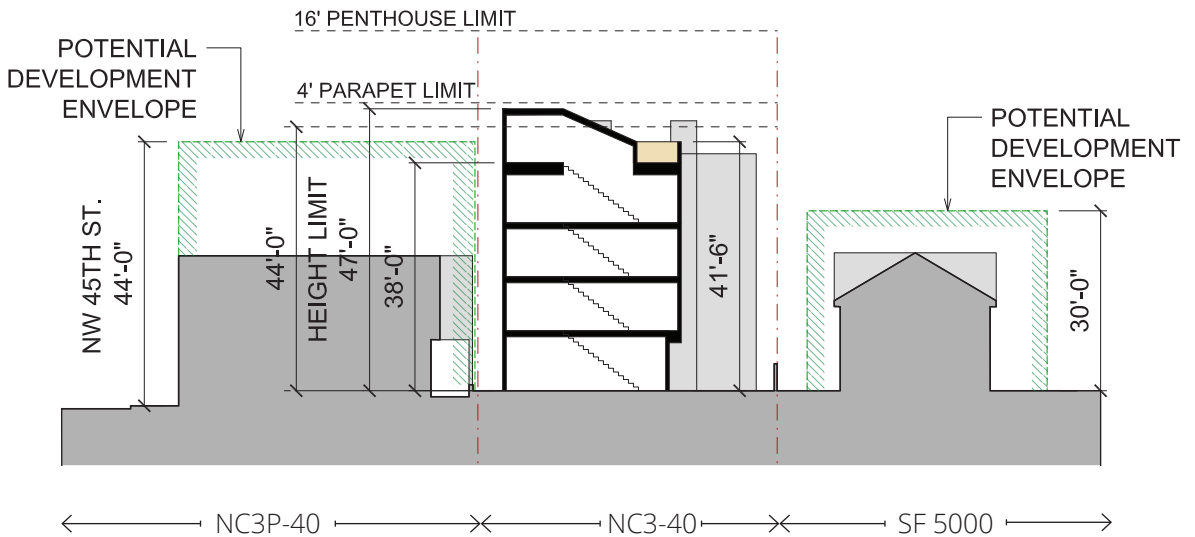 16' PENTHOUSE LIMIT
POTENTIAL
DEVELOPMENT
ENVELOPE
4' PARAPET LIMIT
POTENTIAL
DEVELOPMENT
ENVELOPE
NW 45TH ST.
44'-0"
44'-0"
HEIGHT LIMIT
47'-0"
38'-0"
41'-6"
30'-0"
NC3P-40
NC3-40
SF 5000